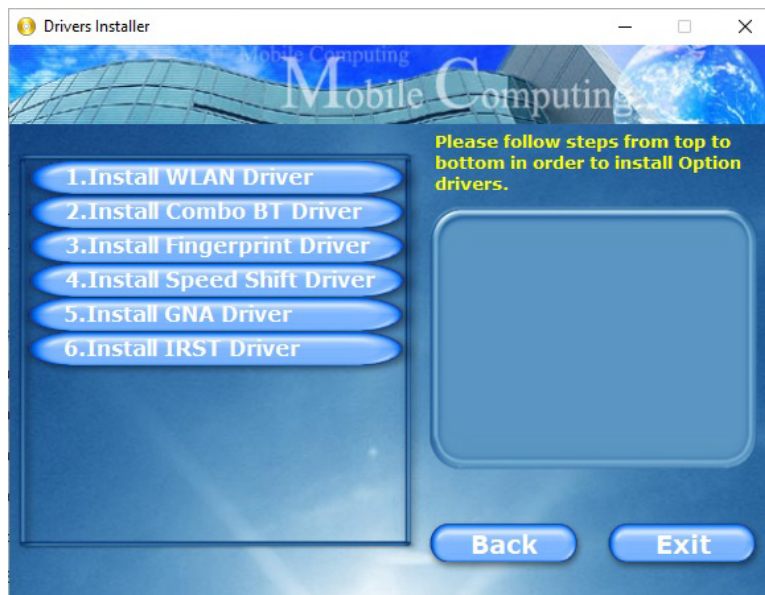 Drivers Installer
Mobile Computing
Mobile Computing
Please follow steps from top to
bottom in order to install Option
drivers.
1.Install WLAN Driver
2.Install Combo BT Driver
3.Install Fingerprint Driver
4.Install Speed Shift Driver
5.Install GNA Driver
6.Install IRST Driver
Back
Exit